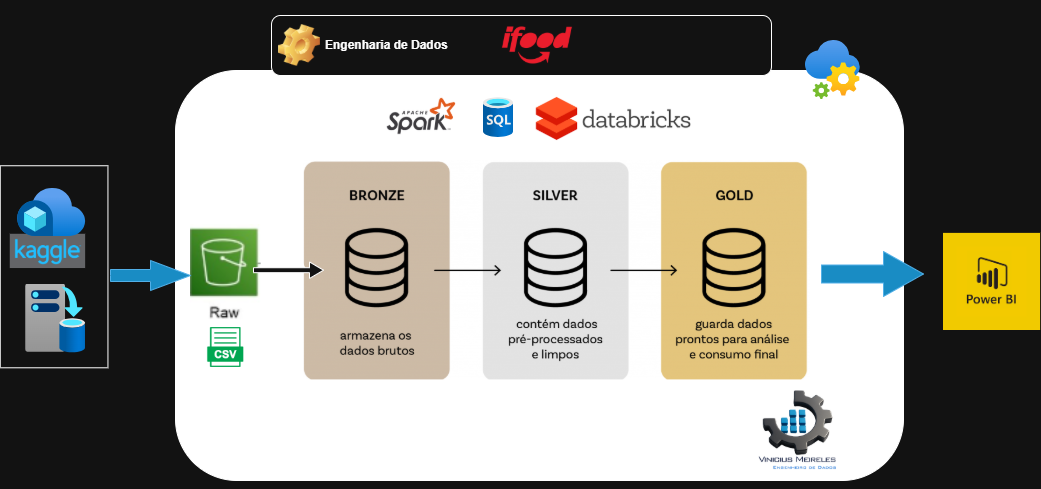 Engenharia de Dados
ifood
APACHE
Spark
SQL
databricks
kaggle
Raw
CSV
BRONZE
armazena os
dados brutos
SILVER
contém dados
pré-processados
e limpos
GOLD
guarda dados
prontos para análise
e consumo final
Power BI
Vinicius Meireles
Engenheiro de Dados